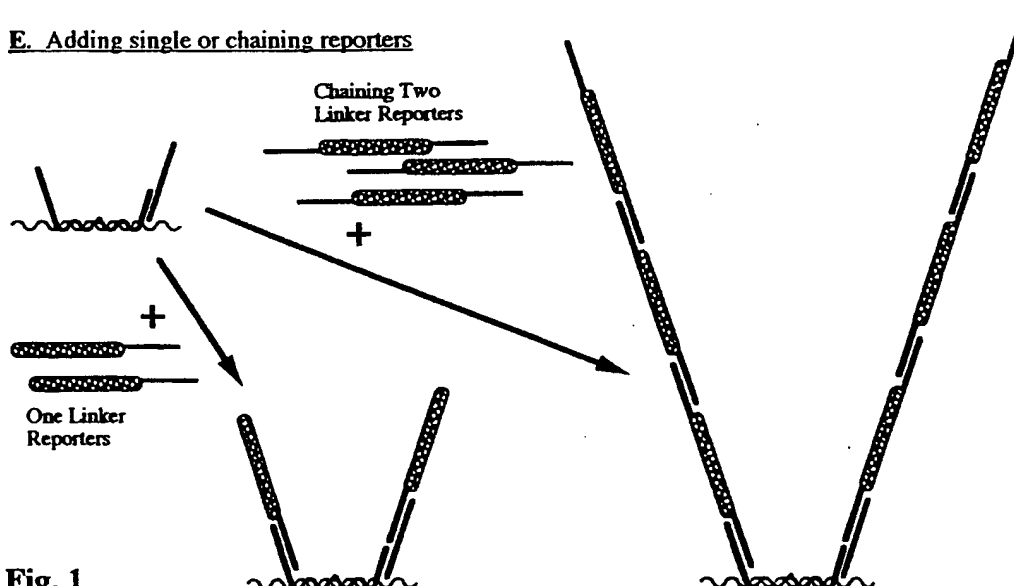 E. Adding single or chaining reporters
Chaining Two
Linker Reporters
+
+
One Linker
Reporters
Fig. 1